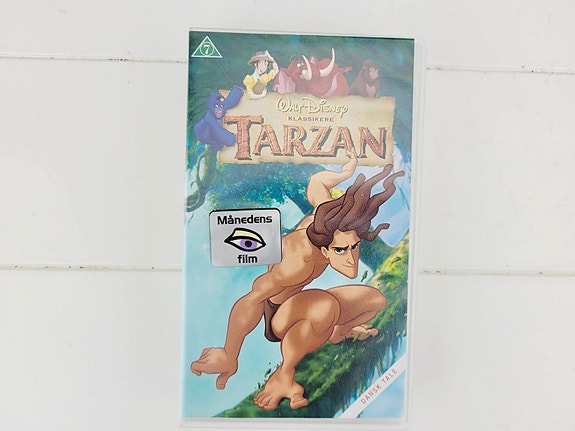 7
WALT DISNEY
KLASSIKERE
TARZAN
Månedens
film
DANSK TALE